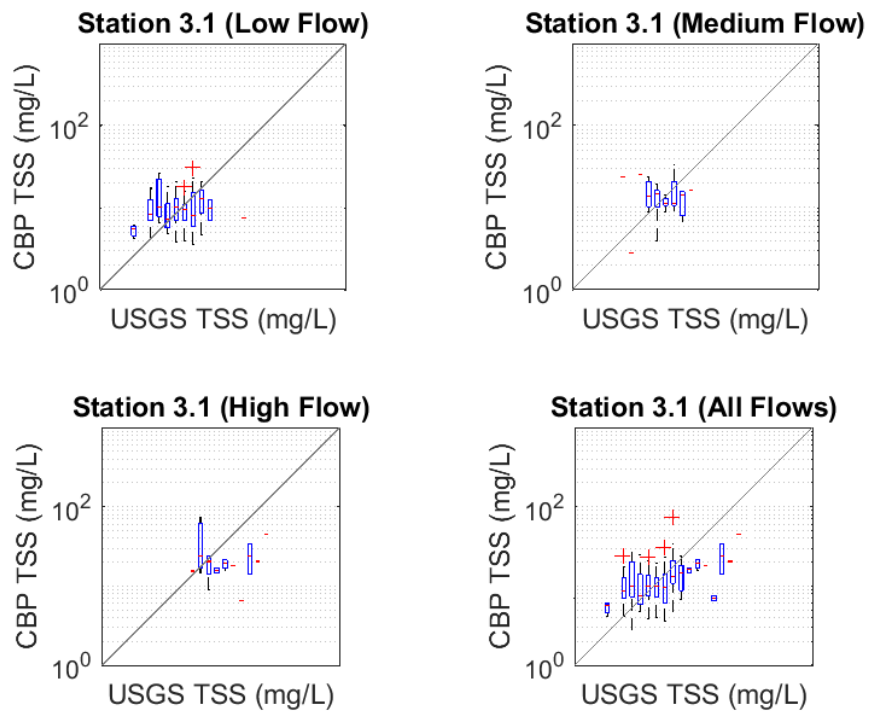 Station 3.1 (Low Flow)
CBP TSS (mg/L)
10^2
10^0
USGS TSS (mg/L)
Station 3.1 (Medium Flow)
CBP TSS (mg/L)
10^2
10^0
USGS TSS (mg/L)
Station 3.1 (High Flow)
CBP TSS (mg/L)
10^2
10^0
USGS TSS (mg/L)
Station 3.1 (All Flows)
CBP TSS (mg/L)
10^2
10^0
USGS TSS (mg/L)